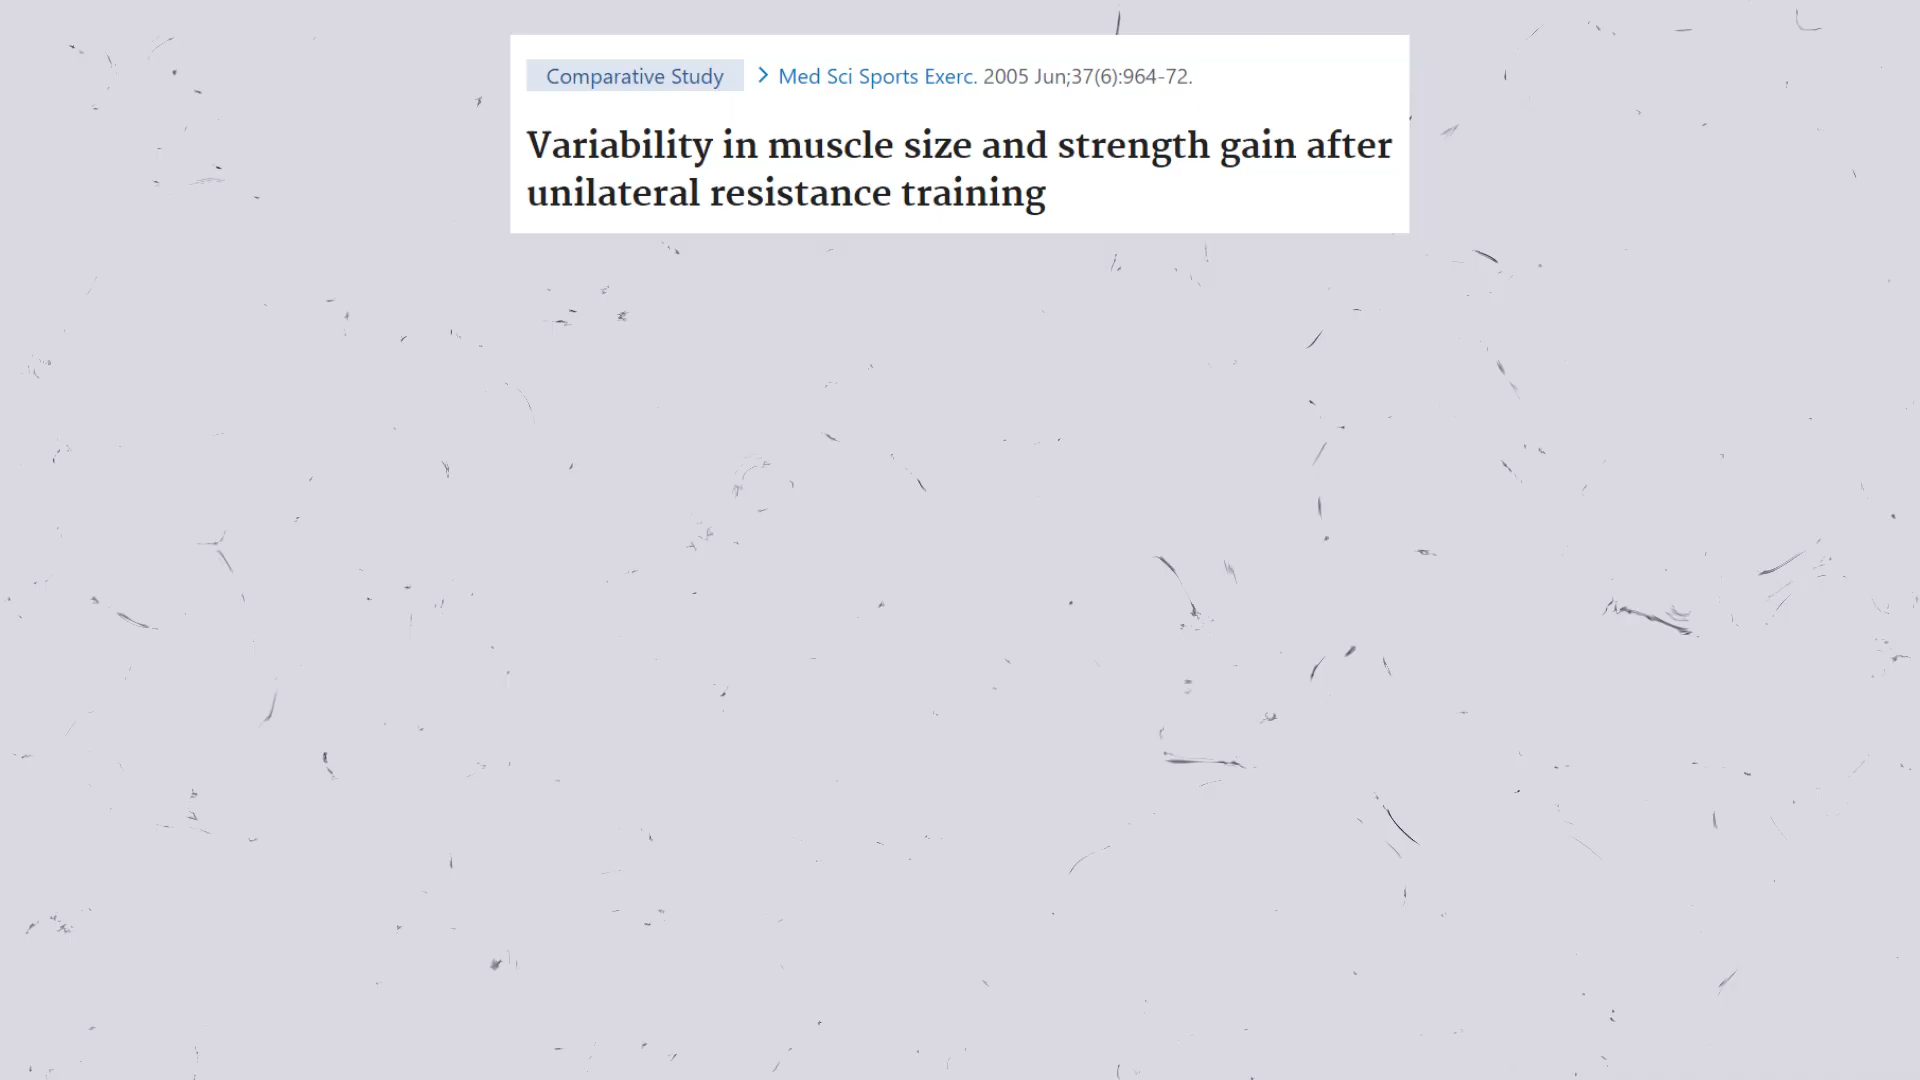 Comparative Study > Med Sci Sports Exerc. 2005 Jun;37(6):964-72.
Variability in muscle size and strength gain after
unilateral resistance training